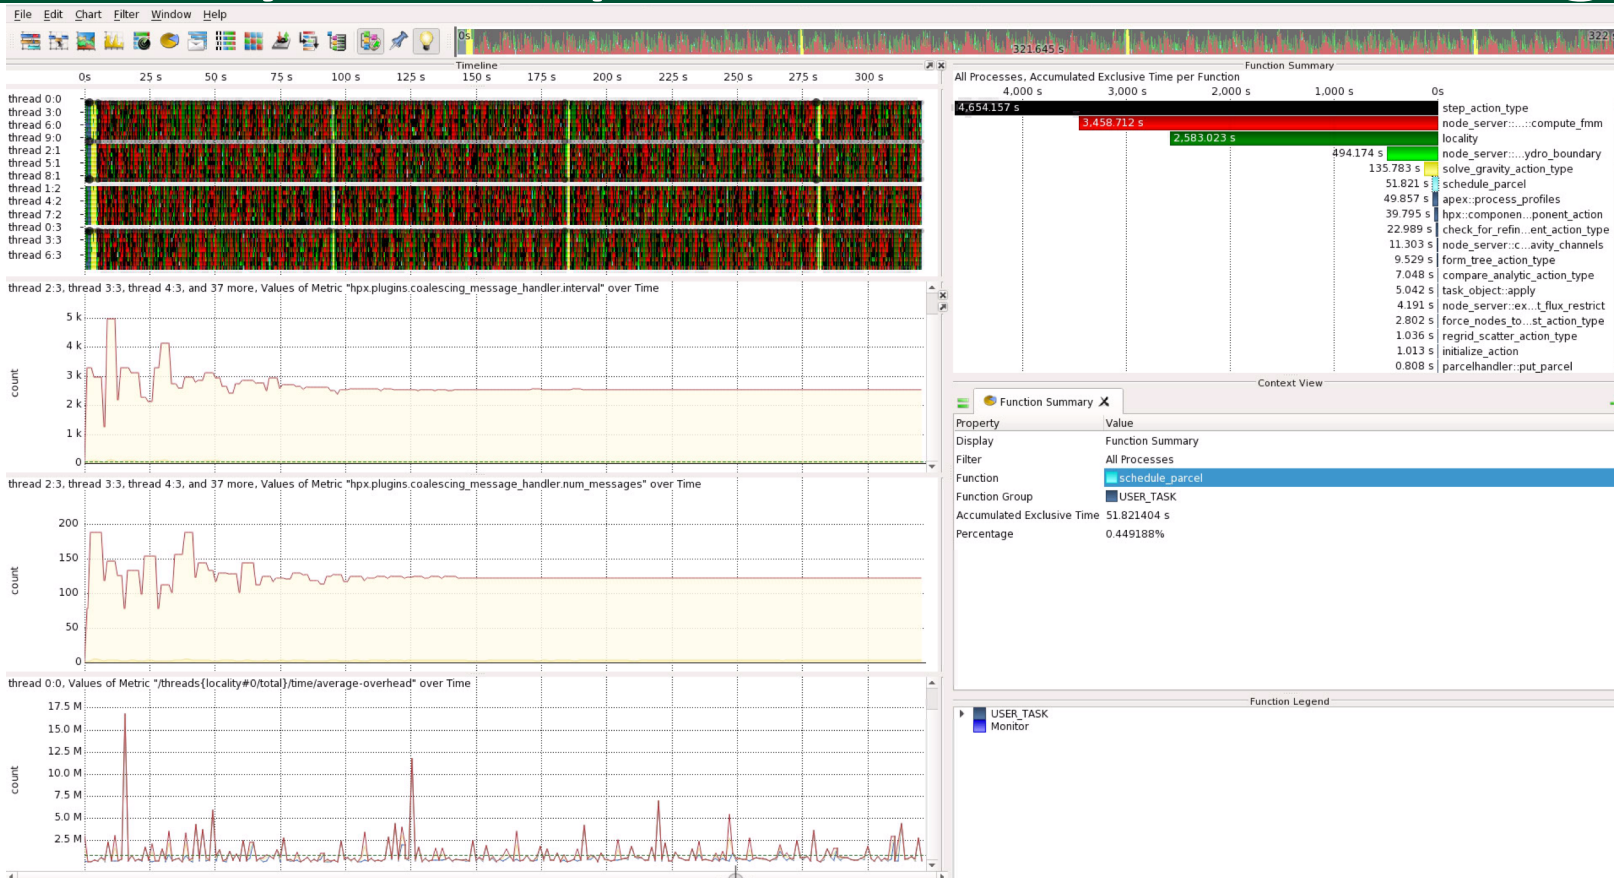 File Edit Chart Filter Window Help
0s 321.645 s 322
Timeline
0s 25 s 50 s 75 s 100 s 125 s 150 s 175 s 200 s 225 s 250 s 275 s 300 s
thread 0:0
thread 3:0
thread 6:0
thread 9:0
thread 2:1
thread 5:1
thread 8:1
thread 1:2
thread 4:2
thread 7:2
thread 0:3
thread 3:3
thread 6:3
thread 2:3, thread 3:3, thread 4:3, and 37 more, Values of Metric "hpx.plugins.coalescing_message_handler.interval" over Time
5 k
4 k
3 k
2 k
1 k
0
count
thread 2:3, thread 3:3, thread 4:3, and 37 more, Values of Metric "hpx.plugins.coalescing_message_handler.num_messages" over Time
200
150
100
50
0
count
thread 0:0, Values of Metric "/threads{locality#0/total}/time/average-overhead" over Time
17.5 M
15.0 M
12.5 M
10.0 M
7.5 M
5.0 M
2.5 M
count
Function Summary
All Processes, Accumulated Exclusive Time per Function
4,000 s 3,000 s 2,000 s 1,000 s 0s
4,654.157 s step_action_type
3,458.712 s node_server::...::compute_fmm
2,583.023 s locality
494.174 s node_server::...ydro_boundary
135.783 s solve_gravity_action_type
51.821 s schedule_parcel
49.857 s apex::process_profiles
39.795 s hpx::componen...ponent_action
22.989 s check_for_refin...ent_action_type
11.303 s node_server::c...avity_channels
9.529 s form_tree_action_type
7.048 s compare_analytic_action_type
5.042 s task_object::apply
4.191 s node_server::ex...t_flux_restrict
2.802 s force_nodes_to...st_action_type
1.036 s regrid_scatter_action_type
1.013 s initialize_action
0.808 s parcelhandler::put_parcel
Context View
Function Summary
Property Value
Display Function Summary
Filter All Processes
Function schedule_parcel
Function Group USER_TASK
Accumulated Exclusive Time 51.821404 s
Percentage 0.449188%
Function Legend
USER_TASK
Monitor